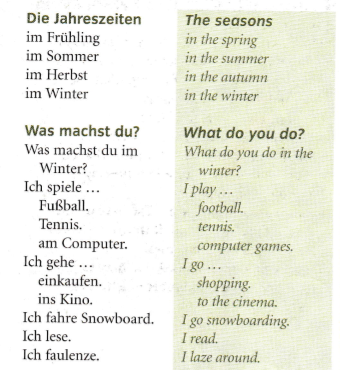 Die Jahreszeiten
im Frühling
im Sommer
im Herbst
im Winter
Was machst du?
Was machst du im
Winter?
Ich spiele …
Fußball.
Tennis.
am Computer.
Ich gehe …
einkaufen.
ins Kino.
Ich fahre Snowboard.
Ich lese.
Ich faulenze.
The seasons
in the spring
in the summer
in the autumn
in the winter
What do you do?
What do you do in the
winter?
I play …
football.
tennis.
computer games.
I go …
shopping.
to the cinema.
I go snowboarding.
I read.
I laze around.